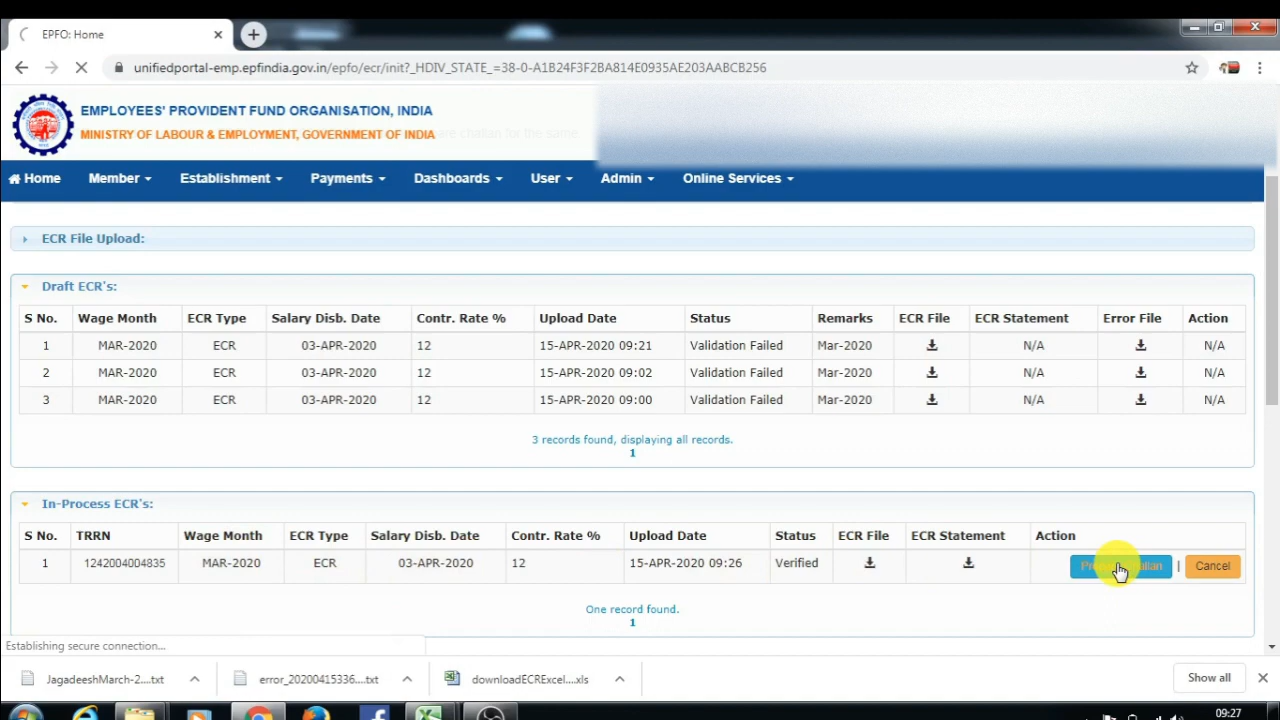 EPFO: Home
unifiedportal-emp.epfindia.gov.in/epfo/ecr/init?_HDIV_STATE_=38-0-A1B24F3F2BA814E0935AE203AABCB256
EMPLOYEES' PROVIDENT FUND ORGANISATION, INDIA
MINISTRY OF LABOUR & EMPLOYMENT, GOVERNMENT OF INDIA
Home Member Establishment Payments Dashboards User Admin Online Services
ECR File Upload:
Draft ECR's:
S No. Wage Month ECR Type Salary Disb. Date Contr. Rate % Upload Date Status Remarks ECR File ECR Statement Error File Action
1 MAR-2020 ECR 03-APR-2020 12 15-APR-2020 09:21 Validation Failed Mar-2020 N/A N/A
2 MAR-2020 ECR 03-APR-2020 12 15-APR-2020 09:02 Validation Failed Mar-2020 N/A N/A
3 MAR-2020 ECR 03-APR-2020 12 15-APR-2020 09:00 Validation Failed Mar-2020 N/A N/A
3 records found, displaying all records.
1
In-Process ECR's:
S No. TRRN Wage Month ECR Type Salary Disb. Date Contr. Rate % Upload Date Status ECR File ECR Statement Action
1 1242004004835 MAR-2020 ECR 03-APR-2020 12 15-APR-2020 09:26 Verified | Cancel
One record found.
1
Establishing secure connection...
JagadeeshMarch-2....txt error_20200415336....txt downloadECRExcel....xls Show all
09:27